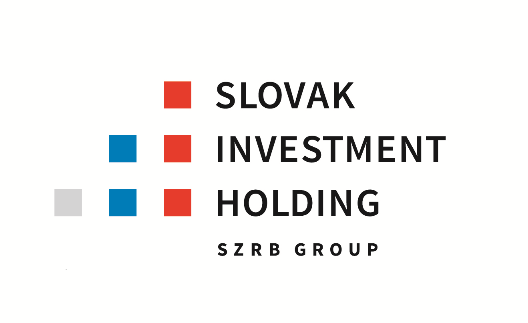 SLOVAK
INVESTMENT
HOLDING
SZRB GROUP